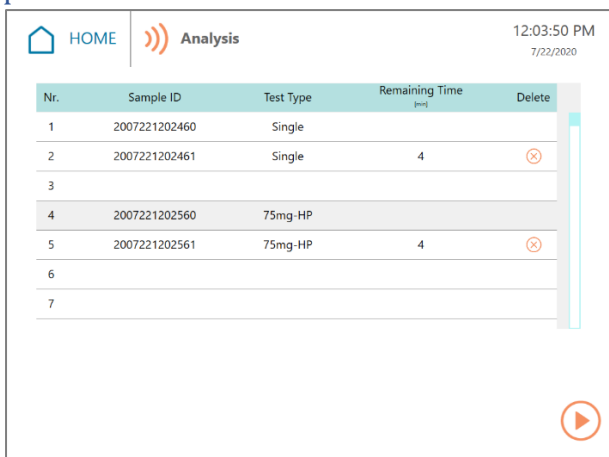 HOME
Analysis
12:03:50 PM
7/22/2020
Nr. Sample ID Test Type Remaining Time [min] Delete
1 2007221202460 Single
2 2007221202461 Single 4
3
4 2007221202560 75mg-HP
5 2007221202561 75mg-HP 4
6
7